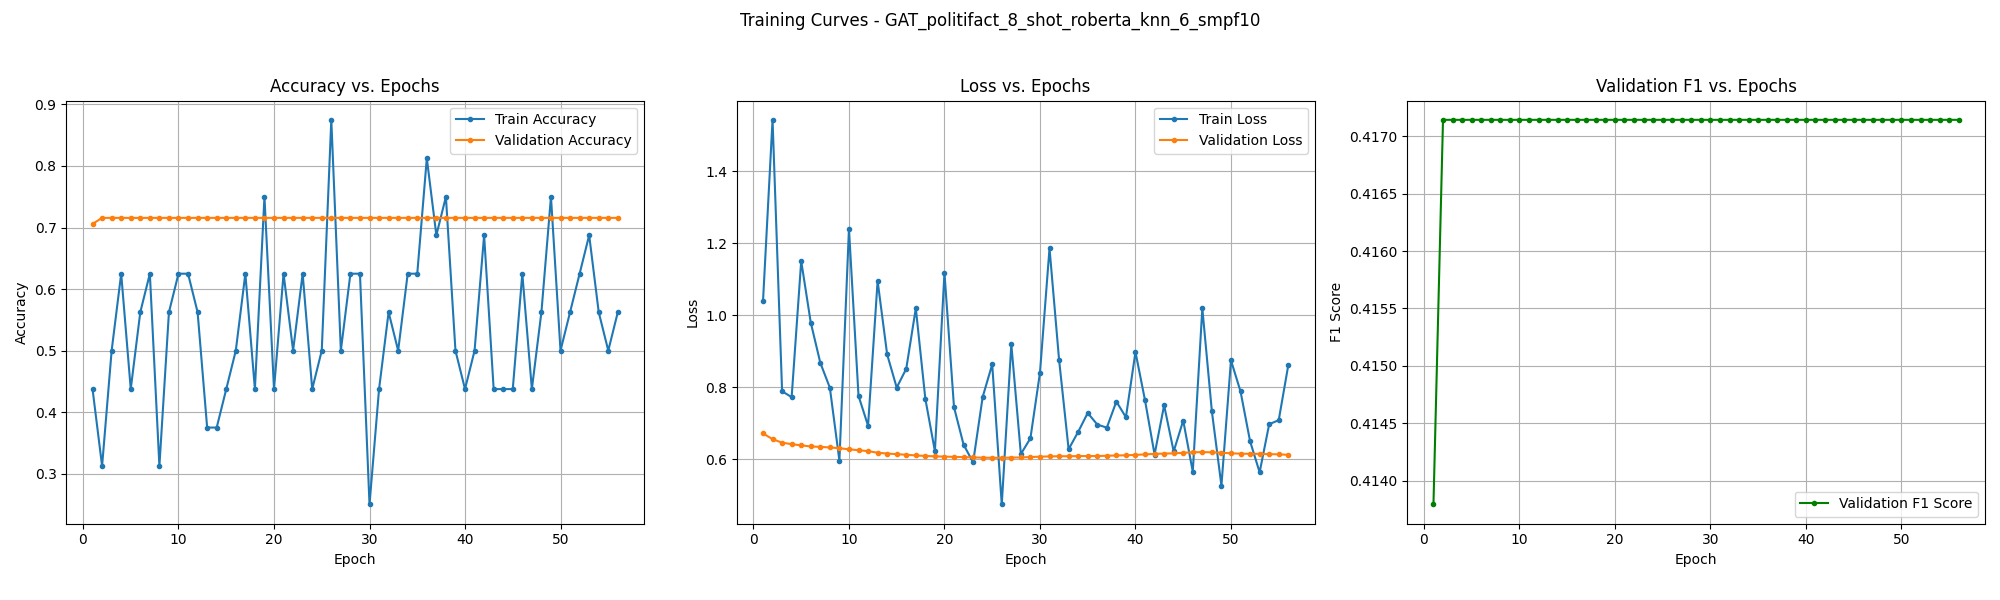 Training Curves - GAT_politifact_8_shot_roberta_knn_6_smpf10
Accuracy vs. Epochs
Accuracy
0.9
0.8
0.7
0.6
0.5
0.4
0.3
0 10 20 30 40 50
Epoch
Train Accuracy
Validation Accuracy
Loss vs. Epochs
Loss
1.4
1.2
1.0
0.8
0.6
0 10 20 30 40 50
Epoch
Train Loss
Validation Loss
Validation F1 vs. Epochs
F1 Score
0.4170
0.4165
0.4160
0.4155
0.4150
0.4145
0.4140
0 10 20 30 40 50
Epoch
Validation F1 Score